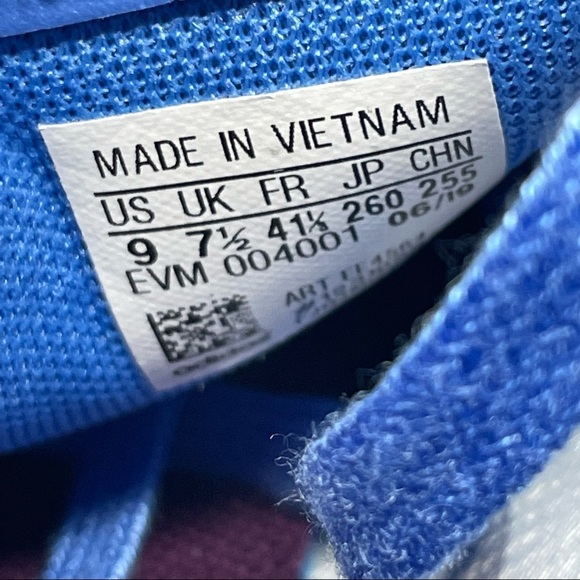 MADE IN VIETNAM
US UK FR JP CHN
9 7½ 41⅓ 260 255
EVM 004001 06/19
ART